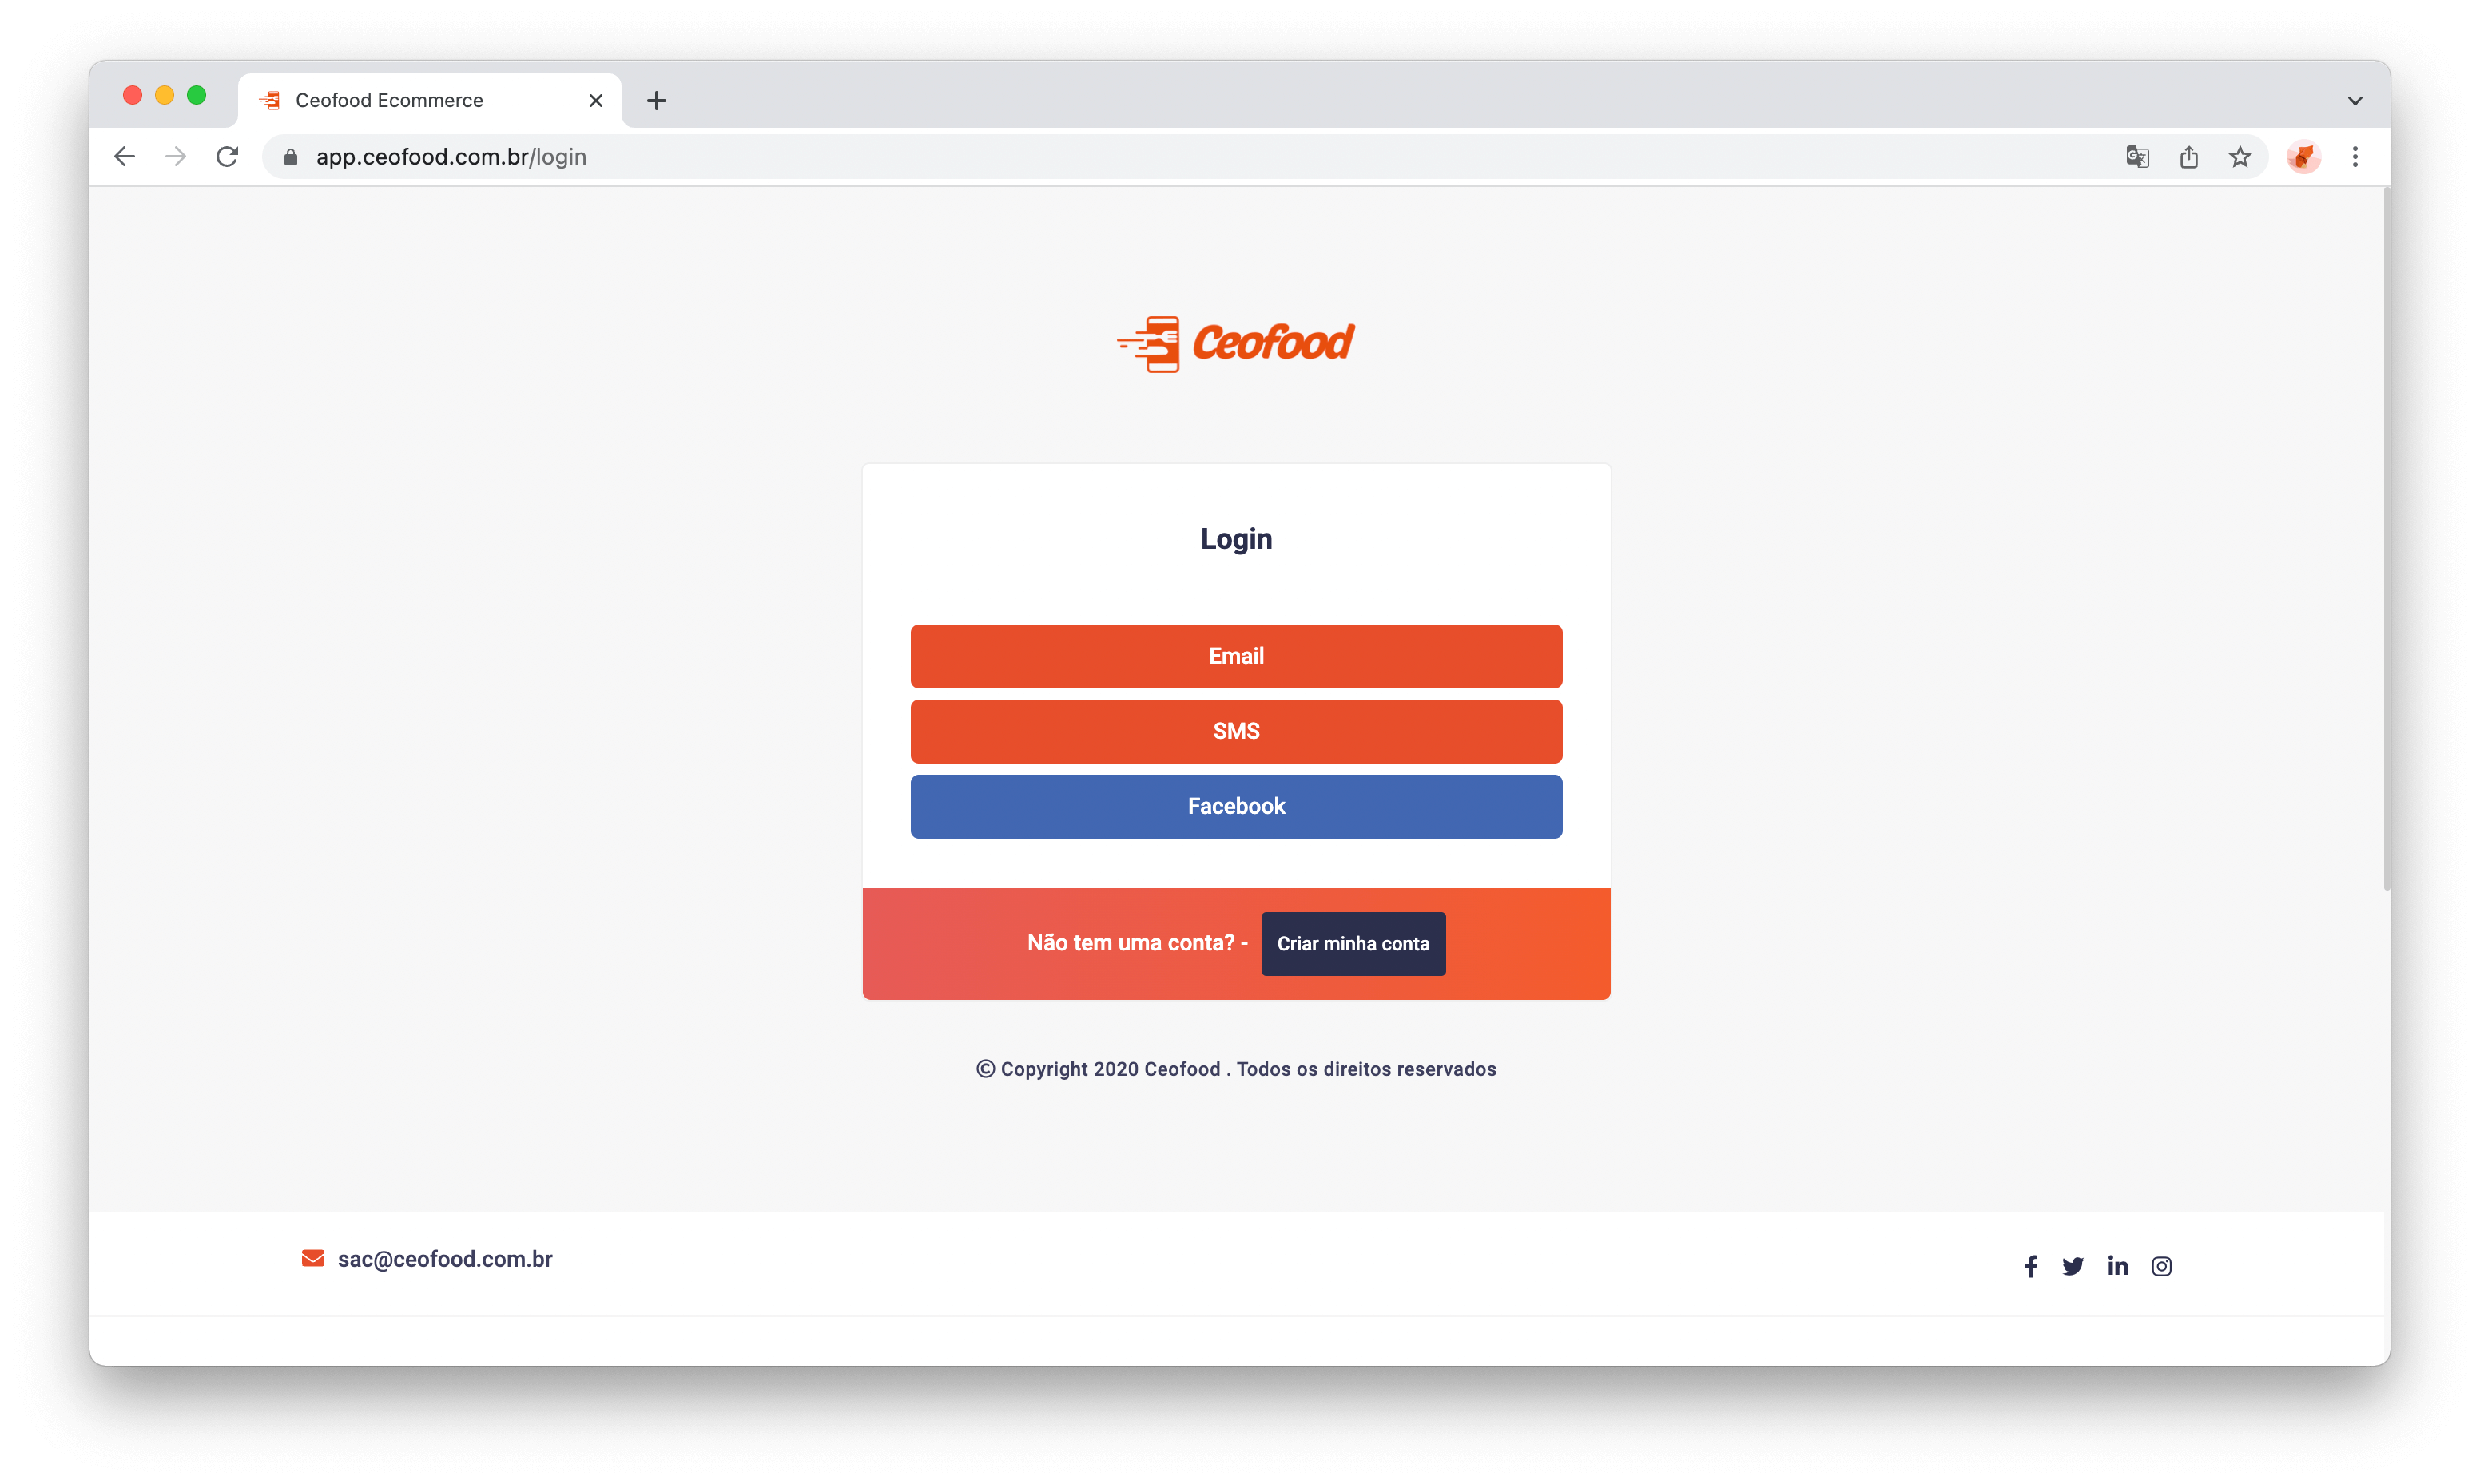 Ceofood Ecommerce
app.ceofood.com.br/login
Ceofood
Login
Email
SMS
Facebook
Não tem uma conta? - Criar minha conta
© Copyright 2020 Ceofood . Todos os direitos reservados
sac@ceofood.com.br